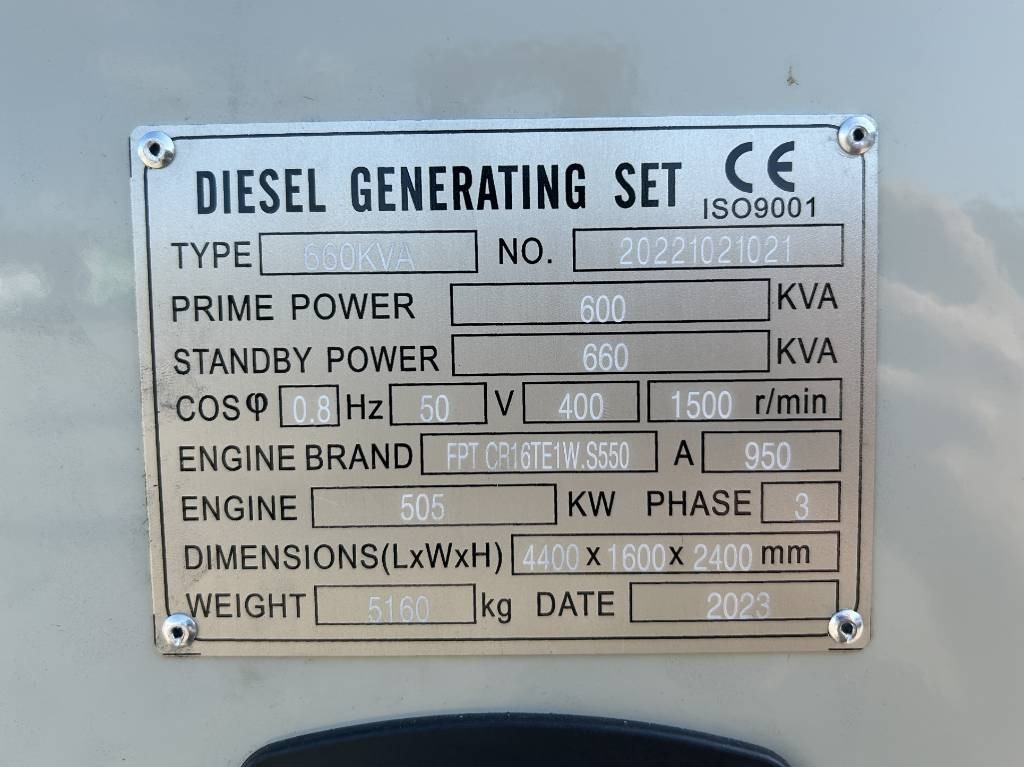 DIESEL GENERATING SET CE
ISO9001
TYPE 660KVA NO. 20221021021
PRIME POWER 600 KVA
STANDBY POWER 660 KVA
COSφ 0.8 Hz 50 V 400 1500 r/min
ENGINE BRAND FPT CR16TE1W.S550 A 950
ENGINE 505 KW PHASE 3
DIMENSIONS(LxWxH) 4400 x 1600 x 2400 mm
WEIGHT 5160 kg DATE 2023